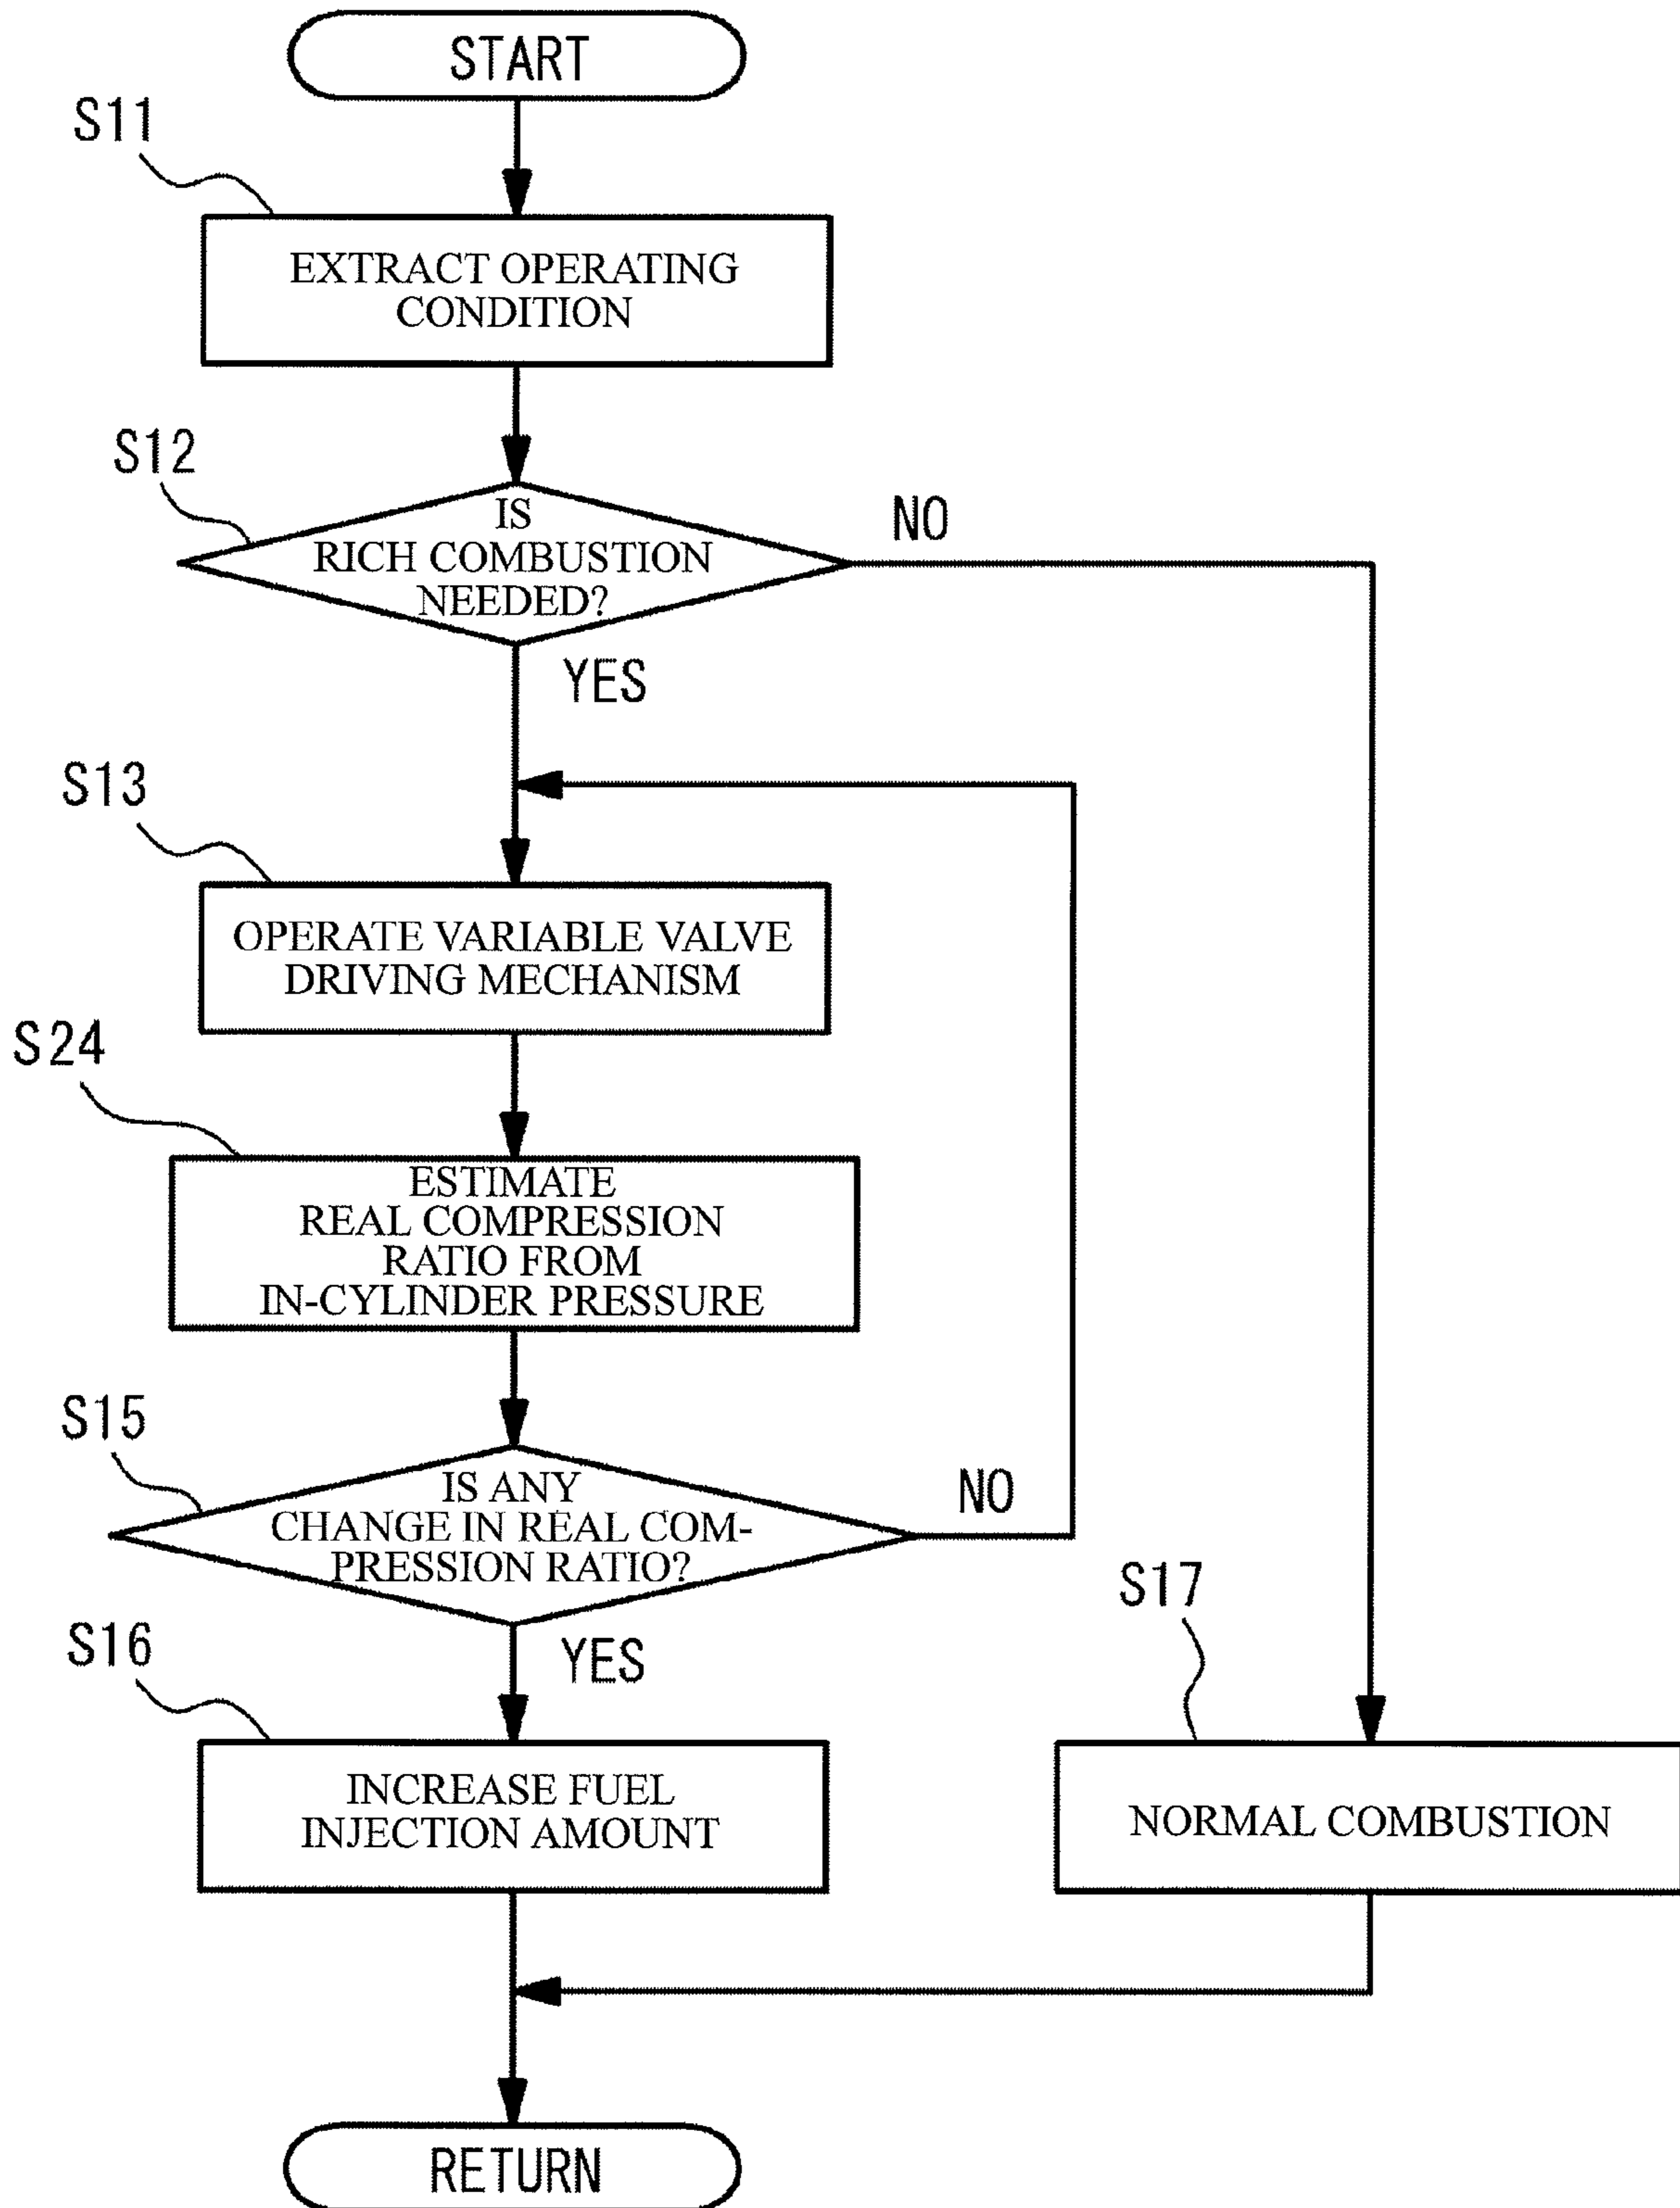 START
S11
EXTRACT OPERATING
CONDITION
S12
IS
RICH COMBUSTION
NEEDED?
NO
YES
S13
OPERATE VARIABLE VALVE
DRIVING MECHANISM
S24
ESTIMATE
REAL COMPRESSION
RATIO FROM
IN-CYLINDER PRESSURE
S15
IS ANY
CHANGE IN REAL COM-
PRESSION RATIO?
NO
YES
S16
INCREASE FUEL
INJECTION AMOUNT
S17
NORMAL COMBUSTION
RETURN